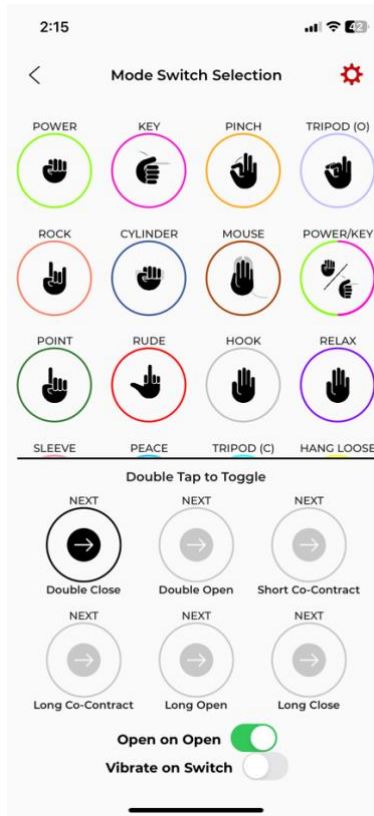 2:15
42
Mode Switch Selection
POWER KEY PINCH TRIPOD (O)
ROCK CYLINDER MOUSE POWER/KEY
POINT RUDE HOOK RELAX
SLEEVE PEACE TRIPOD (C) HANG LOOSE
Double Tap to Toggle
NEXT NEXT NEXT
Double Close Double Open Short Co-Contract
NEXT NEXT NEXT
Long Co-Contract Long Open Long Close
Open on Open
Vibrate on Switch